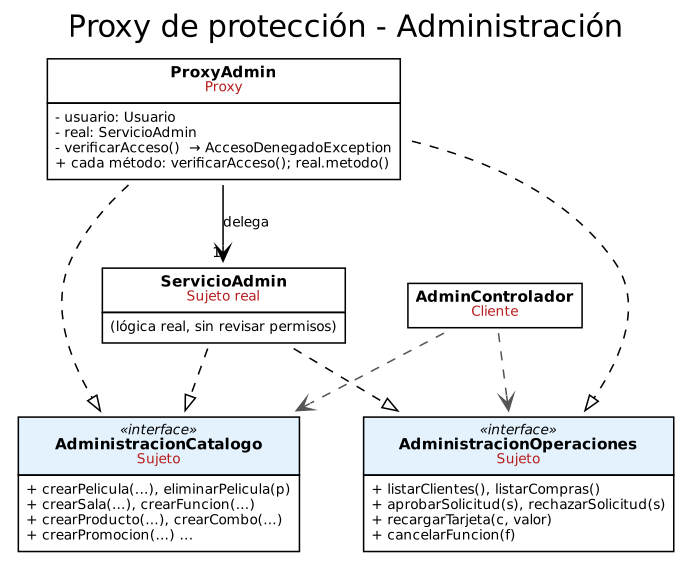 Proxy de protección - Administración
ProxyAdmin
Proxy
- usuario: Usuario
- real: ServicioAdmin
- verificarAcceso() → AccesoDenegadoException
+ cada método: verificarAcceso(); real.metodo()
delega
1
ServicioAdmin
Sujeto real
(lógica real, sin revisar permisos)
AdminControlador
Cliente
«interface»
AdministracionCatalogo
Sujeto
+ crearPelicula(...), eliminarPelicula(p)
+ crearSala(...), crearFuncion(...)
+ crearProducto(...), crearCombo(...)
+ crearPromocion(...) ...
«interface»
AdministracionOperaciones
Sujeto
+ listarClientes(), listarCompras()
+ aprobarSolicitud(s), rechazarSolicitud(s)
+ recargarTarjeta(c, valor)
+ cancelarFuncion(f)